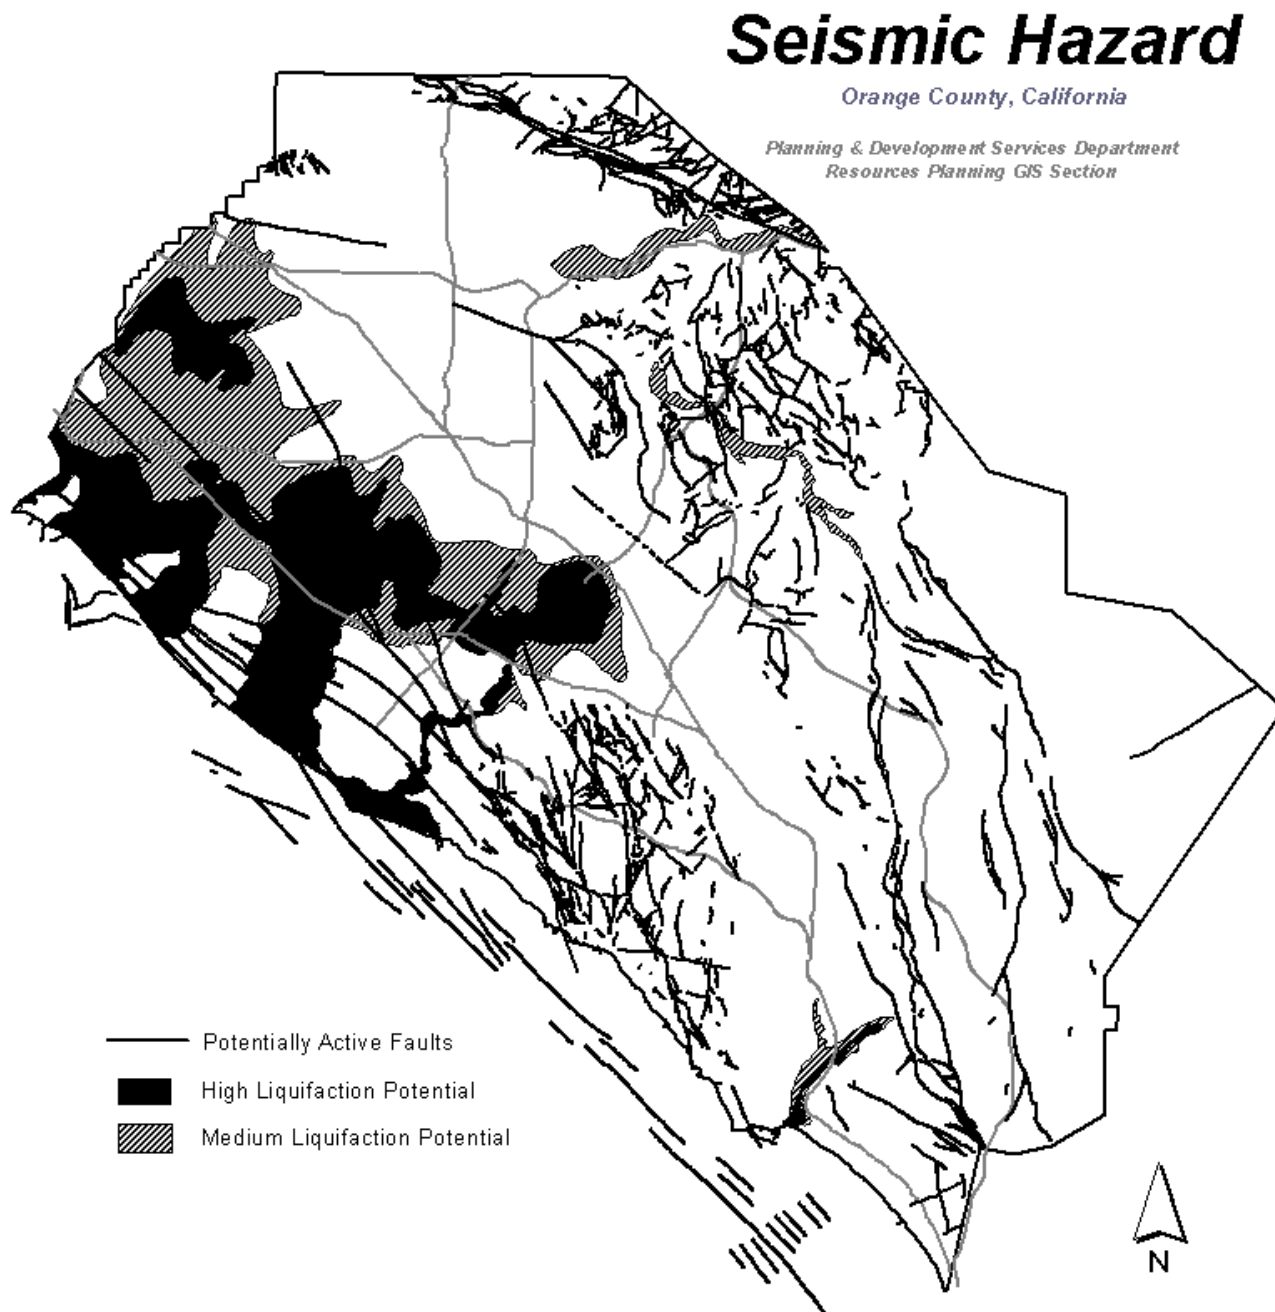 Seismic Hazard
Orange County, California
Planning & Development Services Department
Resources Planning GIS Section
Potentially Active Faults
High Liquifaction Potential
Medium Liquifaction Potential
N